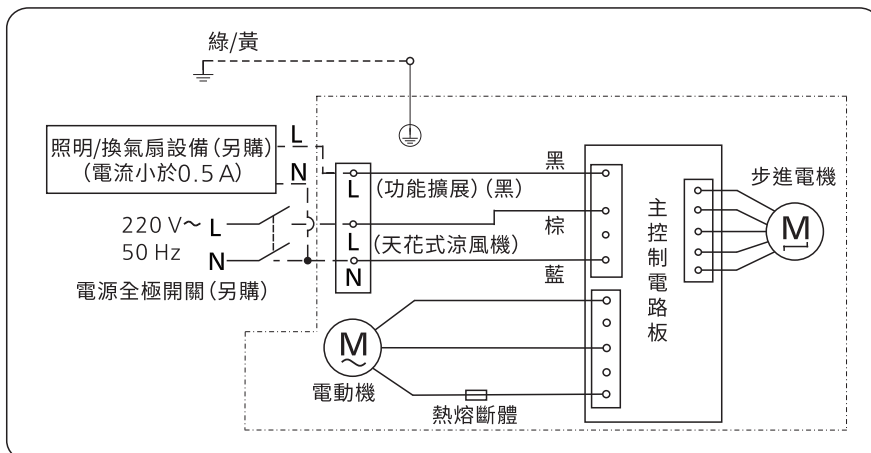 綠/黃
照明/換氣扇設備(另購)
(電流小於0.5 A)
L
N
220 V~ L
50 Hz
N
電源全極開關(另購)
L (功能擴展)(黑)
黑
L (天花式涼風機)
棕
N
藍
主控制電路板
步進電機
M
M
~
電動機
熱熔斷體